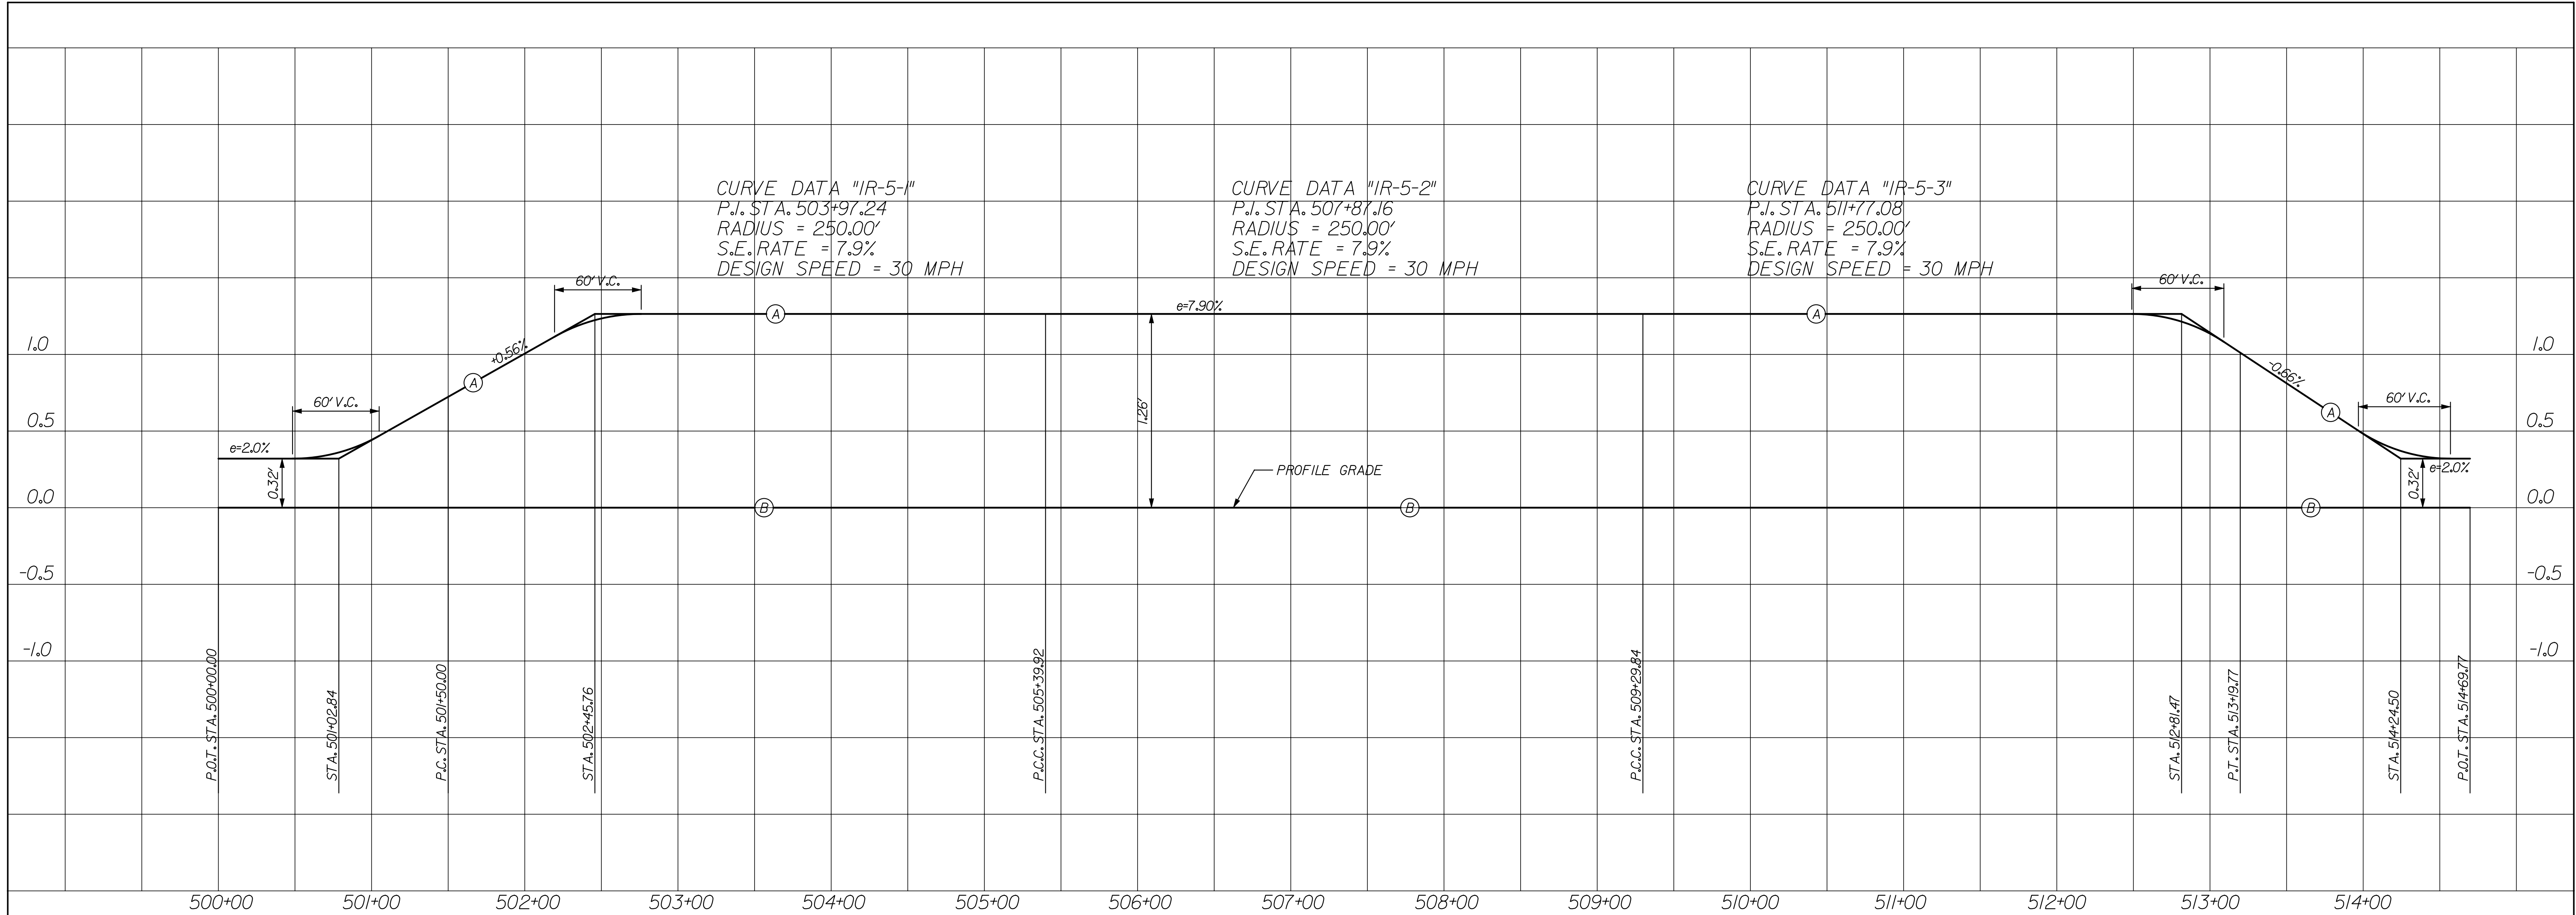 CURVE DATA "IR-5-1"
P.I. STA. 503+97.24
RADIUS = 250.00'
S.E. RATE = 7.9%
DESIGN SPEED = 30 MPH
CURVE DATA "IR-5-2"
P.I. STA. 507+87.16
RADIUS = 250.00'
S.E. RATE = 7.9%
DESIGN SPEED = 30 MPH
CURVE DATA "IR-5-3"
P.I. STA. 511+77.08
RADIUS = 250.00'
S.E. RATE = 7.9%
DESIGN SPEED = 30 MPH
60' V.C.
60' V.C.
e=7.90%
A
A
1.0
+0.56%
-0.66%
1.0
A
60' V.C.
1.26'
60' V.C.
A
0.5
0.5
e=2.0%
0.32'
PROFILE GRADE
0.32'
e=2.0%
0.0
B
B
B
0.0
-0.5
-0.5
-1.0
-1.0
P.O.T. STA. 500+00.00
STA. 501+02.84
P.C. STA. 501+50.00
STA. 502+45.76
P.C.C. STA. 505+39.92
P.C.C. STA. 509+29.84
STA. 512+81.47
P.T. STA. 513+19.77
STA. 514+24.50
P.O.T. STA. 514+69.77
500+00
501+00
502+00
503+00
504+00
505+00
506+00
507+00
508+00
509+00
510+00
511+00
512+00
513+00
514+00